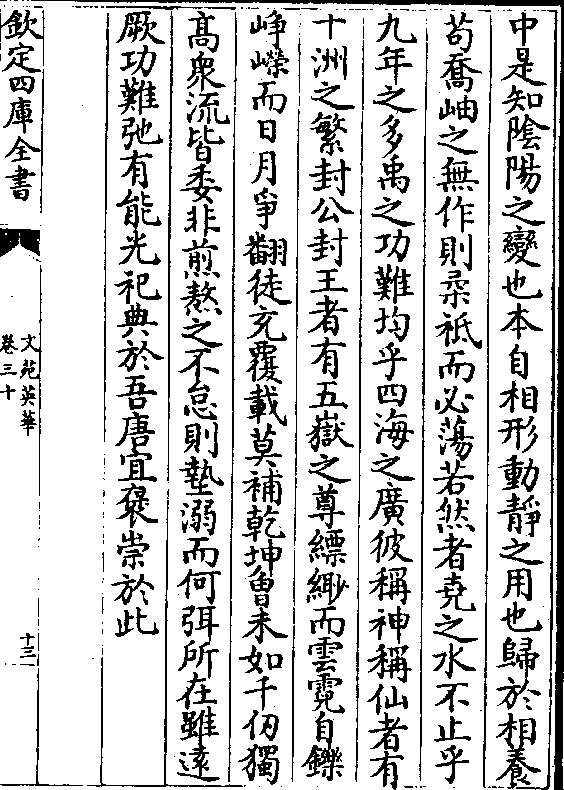 中是知陰陽之變也本自相形動靜之用也歸於相養
苟喬岫之無作則柔祗而必蕩若然者堯之水不止乎
九年之多禹之功難均乎四海之廣彼稱神稱仙者有
十洲之繁封公封王者有五嶽之尊縹緲而雲霓自鑠
崢嶸而日月爭翻徒充覆載莫補乾坤曾未如千仞獨
髙衆流皆委非煎熬之不怠則墊溺而何弭所在雖遠
厥功難弛有能光祀典於吾唐宜褒崇於此
欽定四庫全書
文苑英華
卷三十
十三